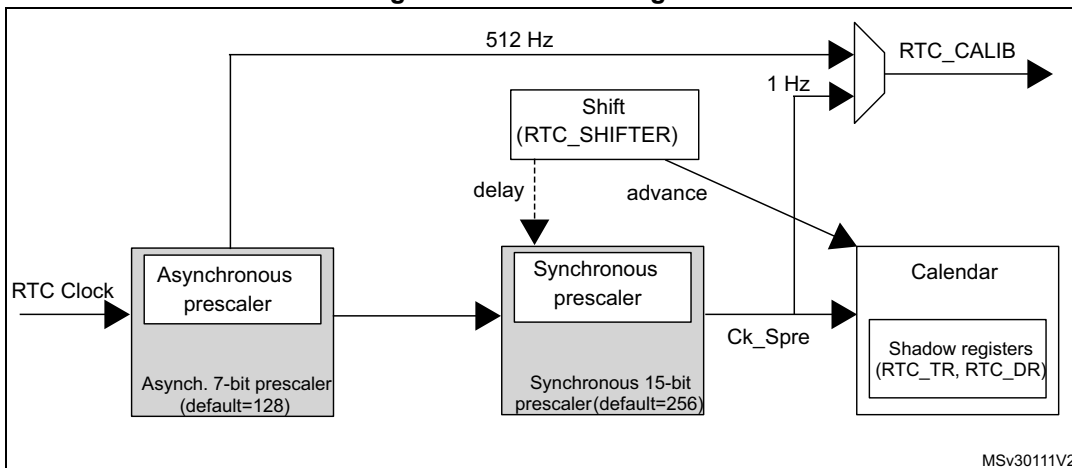 512 Hz
RTC_CALIB
1 Hz
Shift
(RTC_SHIFTER)
delay
advance
Asynchronous
prescaler
Synchronous
prescaler
Calendar
RTC Clock
Ck_Spre
Shadow registers
(RTC_TR, RTC_DR)
Asynch. 7-bit prescaler
(default=128)
Synchronous 15-bit
prescaler(default=256)
MSv30111V2